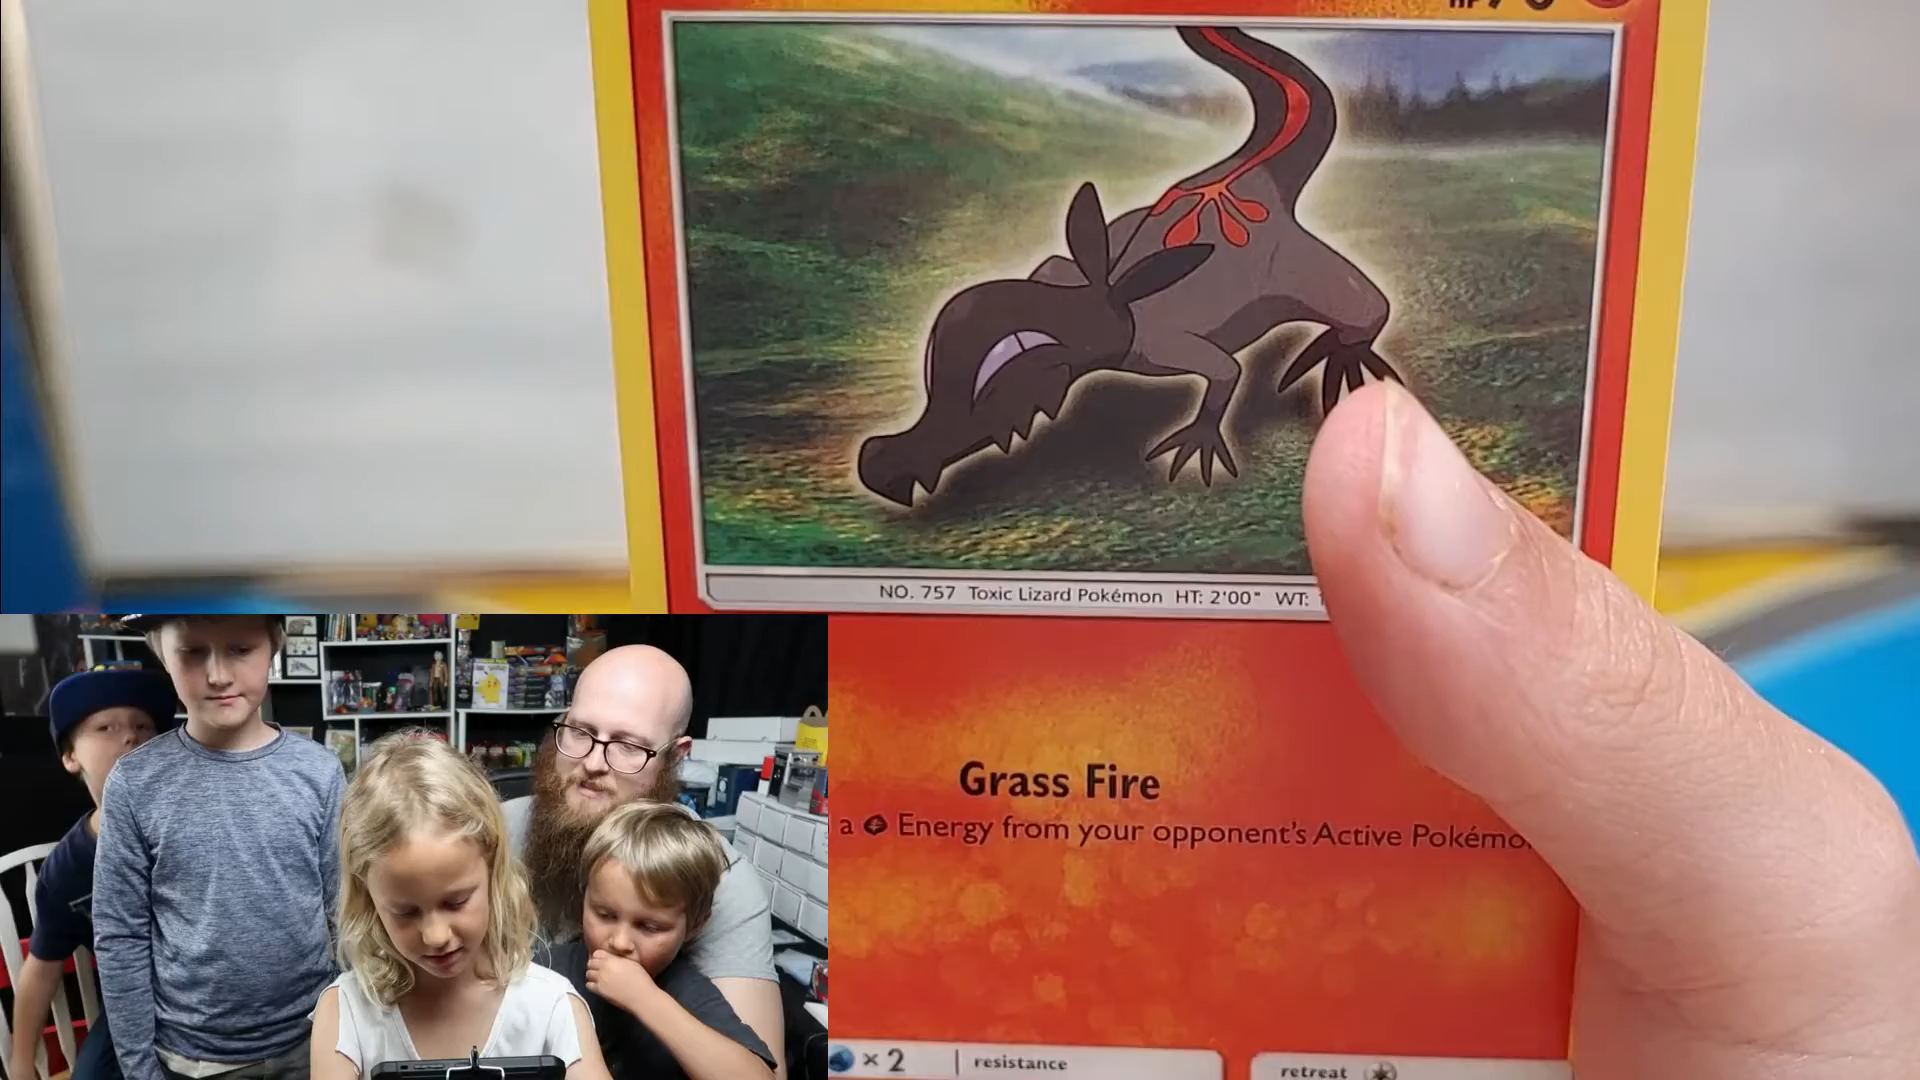 NO. 757 Toxic Lizard Pokémon HT: 2'00" WT:
Grass Fire
a Energy from your opponent's Active Pokémo
× 2 resistance retreat